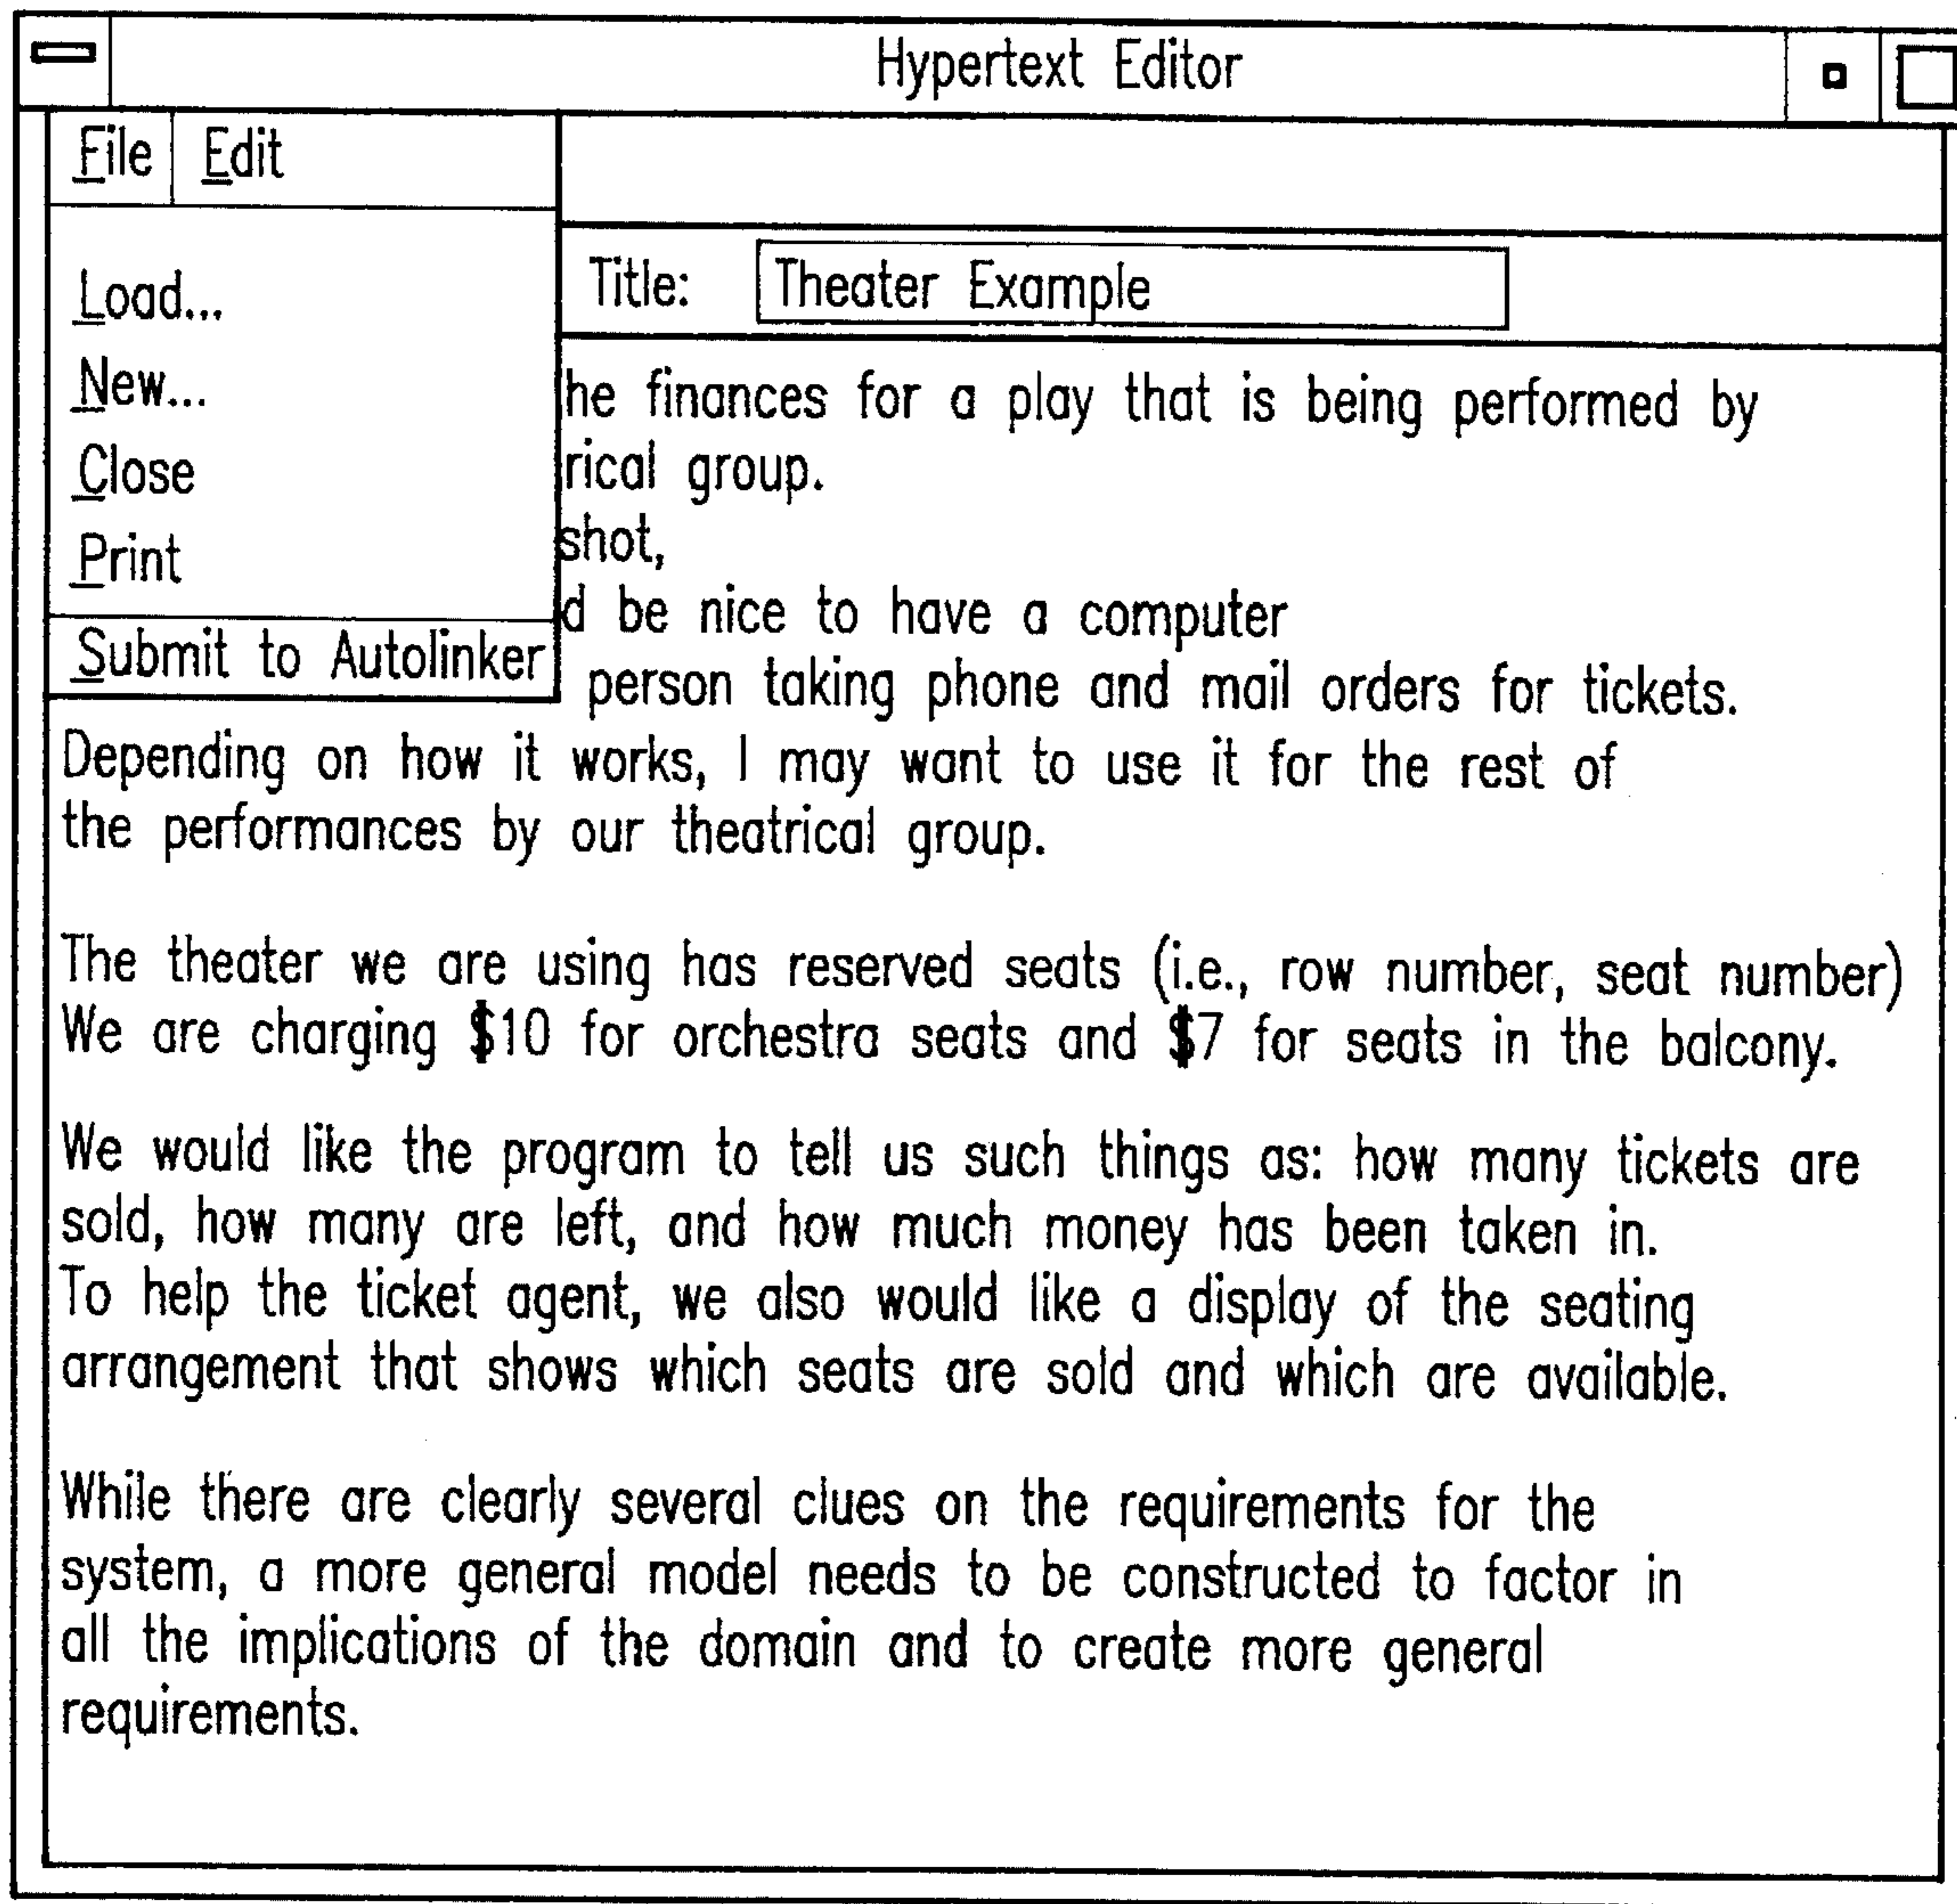 Hypertext Editor
File Edit
Title: Theater Example
Load...
New...
Close
Print
Submit to Autolinker
he finances for a play that is being performed by
rical group.
shot,
d be nice to have a computer
person taking phone and mail orders for tickets.
Depending on how it works, I may want to use it for the rest of
the performances by our theatrical group.
The theater we are using has reserved seats (i.e., row number, seat number)
We are charging $10 for orchestra seats and $7 for seats in the balcony.
We would like the program to tell us such things as: how many tickets are
sold, how many are left, and how much money has been taken in.
To help the ticket agent, we also would like a display of the seating
arrangement that shows which seats are sold and which are available.
While there are clearly several clues on the requirements for the
system, a more general model needs to be constructed to factor in
all the implications of the domain and to create more general
requirements.